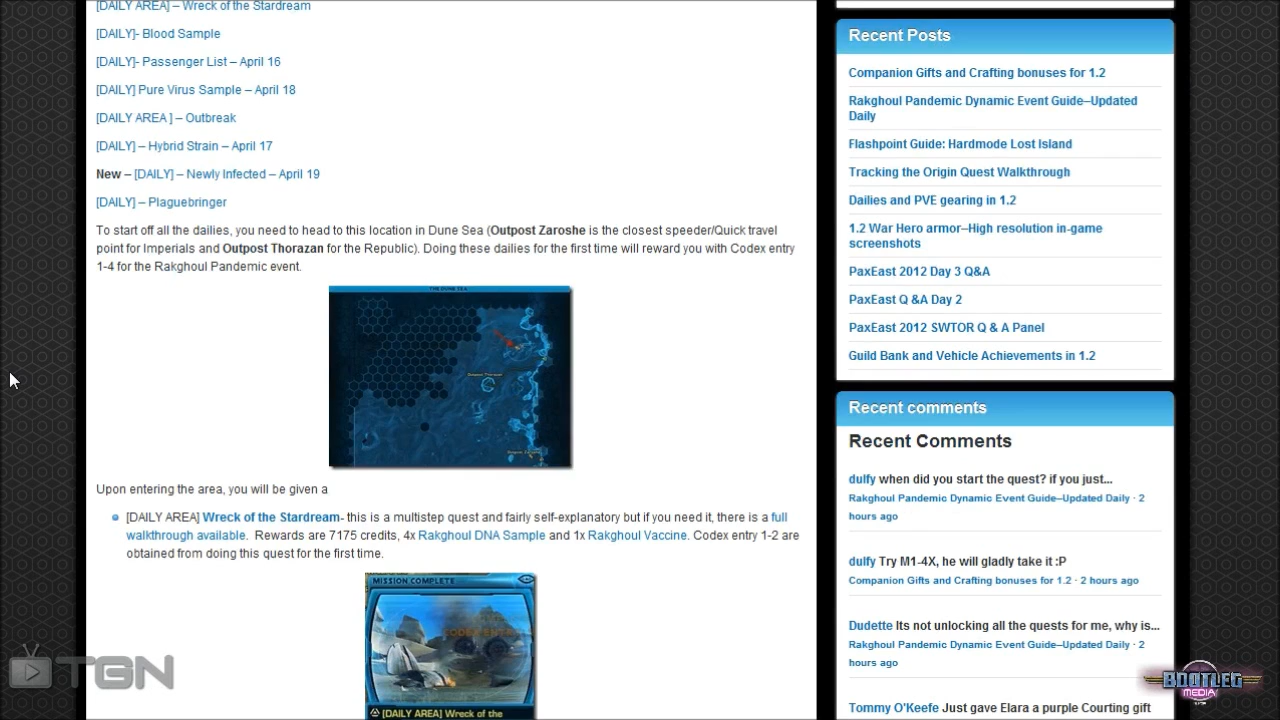 [DAILY AREA] – Wreck of the Stardream
[DAILY]- Blood Sample
[DAILY]- Passenger List – April 16
[DAILY] Pure Virus Sample – April 18
[DAILY AREA ] – Outbreak
[DAILY] – Hybrid Strain – April 17
New – [DAILY] – Newly Infected – April 19
[DAILY] – Plaguebringer
To start off all the dailies, you need to head to this location in Dune Sea (Outpost Zaroshe is the closest speeder/Quick travel
point for Imperials and Outpost Thorazan for the Republic). Doing these dailies for the first time will reward you with Codex entry
1-4 for the Rakghoul Pandemic event.
THE DUNE SEA
Outpost Thorazan
Upon entering the area, you will be given a
[DAILY AREA] Wreck of the Stardream- this is a multistep quest and fairly self-explanatory but if you need it, there is a full
walkthrough available. Rewards are 7175 credits, 4x Rakghoul DNA Sample and 1x Rakghoul Vaccine. Codex entry 1-2 are
obtained from doing this quest for the first time.
MISSION COMPLETE
[DAILY AREA] Wreck of the
Recent Posts
Companion Gifts and Crafting bonuses for 1.2
Rakghoul Pandemic Dynamic Event Guide–Updated
Daily
Flashpoint Guide: Hardmode Lost Island
Tracking the Origin Quest Walkthrough
Dailies and PVE gearing in 1.2
1.2 War Hero armor–High resolution in-game
screenshots
PaxEast 2012 Day 3 Q&A
PaxEast Q &A Day 2
PaxEast 2012 SWTOR Q & A Panel
Guild Bank and Vehicle Achievements in 1.2
Recent comments
Recent Comments
dulfy when did you start the quest? if you just...
Rakghoul Pandemic Dynamic Event Guide–Updated Daily · 2
hours ago
dulfy Try M1-4X, he will gladly take it :P
Companion Gifts and Crafting bonuses for 1.2 · 2 hours ago
Dudette Its not unlocking all the quests for me, why is...
Rakghoul Pandemic Dynamic Event Guide–Updated Daily · 2
hours ago
Tommy O'Keefe Just gave Elara a purple Courting gift
TGN
BOOTLEG
MEDIA